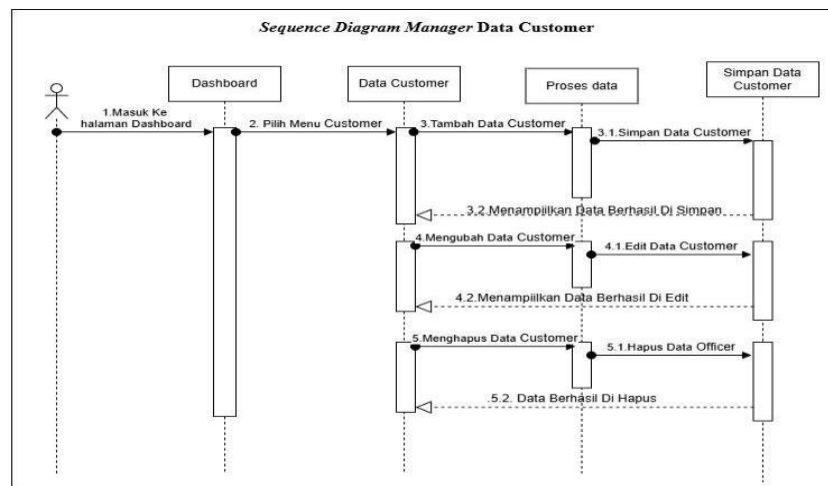 Sequence Diagram Manager Data Customer
Dashboard
Data Customer
Proses data
Simpan Data
Customer
1.Masuk Ke
halaman Dashboard
2. Pilih Menu Customer
3.Tambah Data Customer
3.1.Simpan Data Customer
3.2.Menampiilkan Data Berhasil Di Simpan
4.Mengubah Data Customer
4.1.Edit Data Customer
4.2.Menampiilkan Data Berhasil Di Edit
5.Menghapus Data Customer
5.1.Hapus Data Officer
.5.2. Data Berhasil Di Hapus